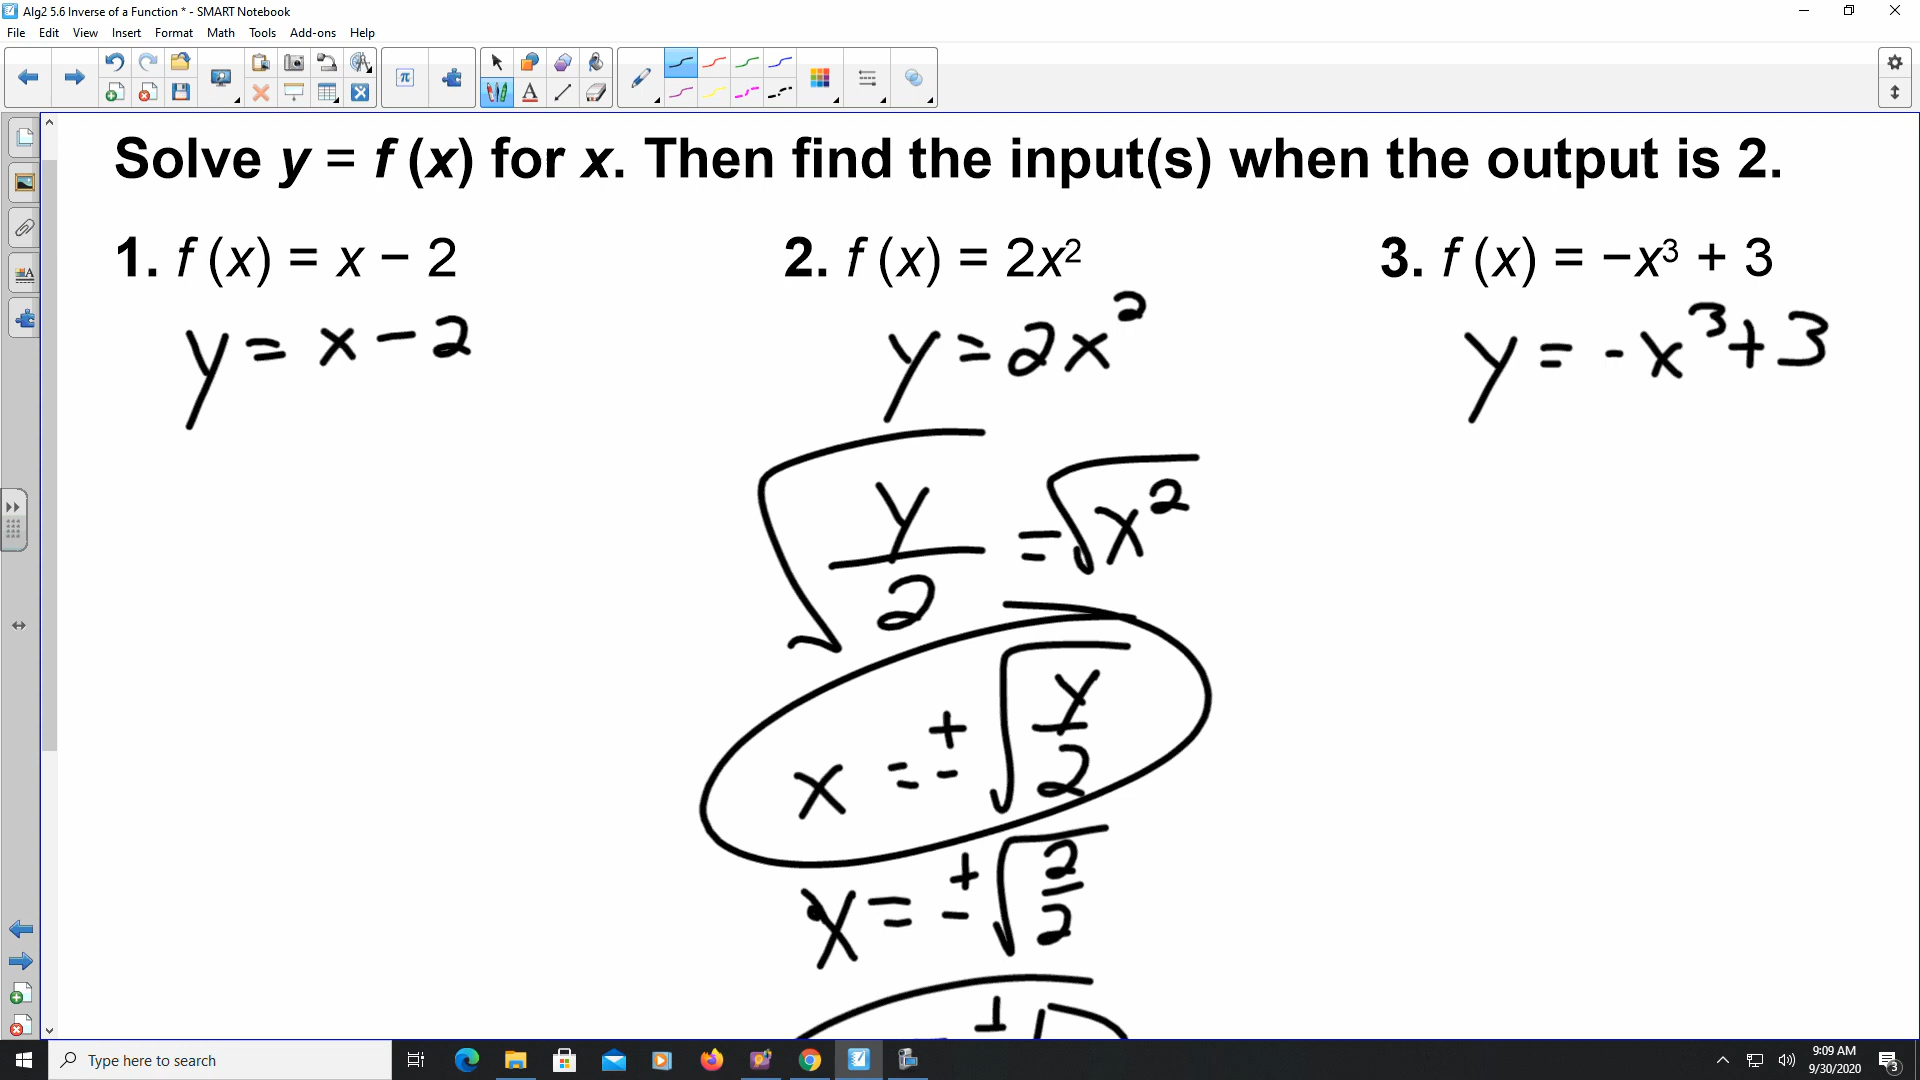 Alg2 5.6 Inverse of a Function * - SMART Notebook
File Edit View Insert Format Math Tools Add-ons Help
Solve y = f (x) for x. Then find the input(s) when the output is 2.
1. f (x) = x − 2
2. f (x) = 2x²
3. f (x) = −x³ + 3
y = x - 2
y = 2x²
y = -x³ + 3
√(y/2) = √x²
x = ±√(y/2)
x = ±√(2/2)
Type here to search
9:09 AM
9/30/2020
3